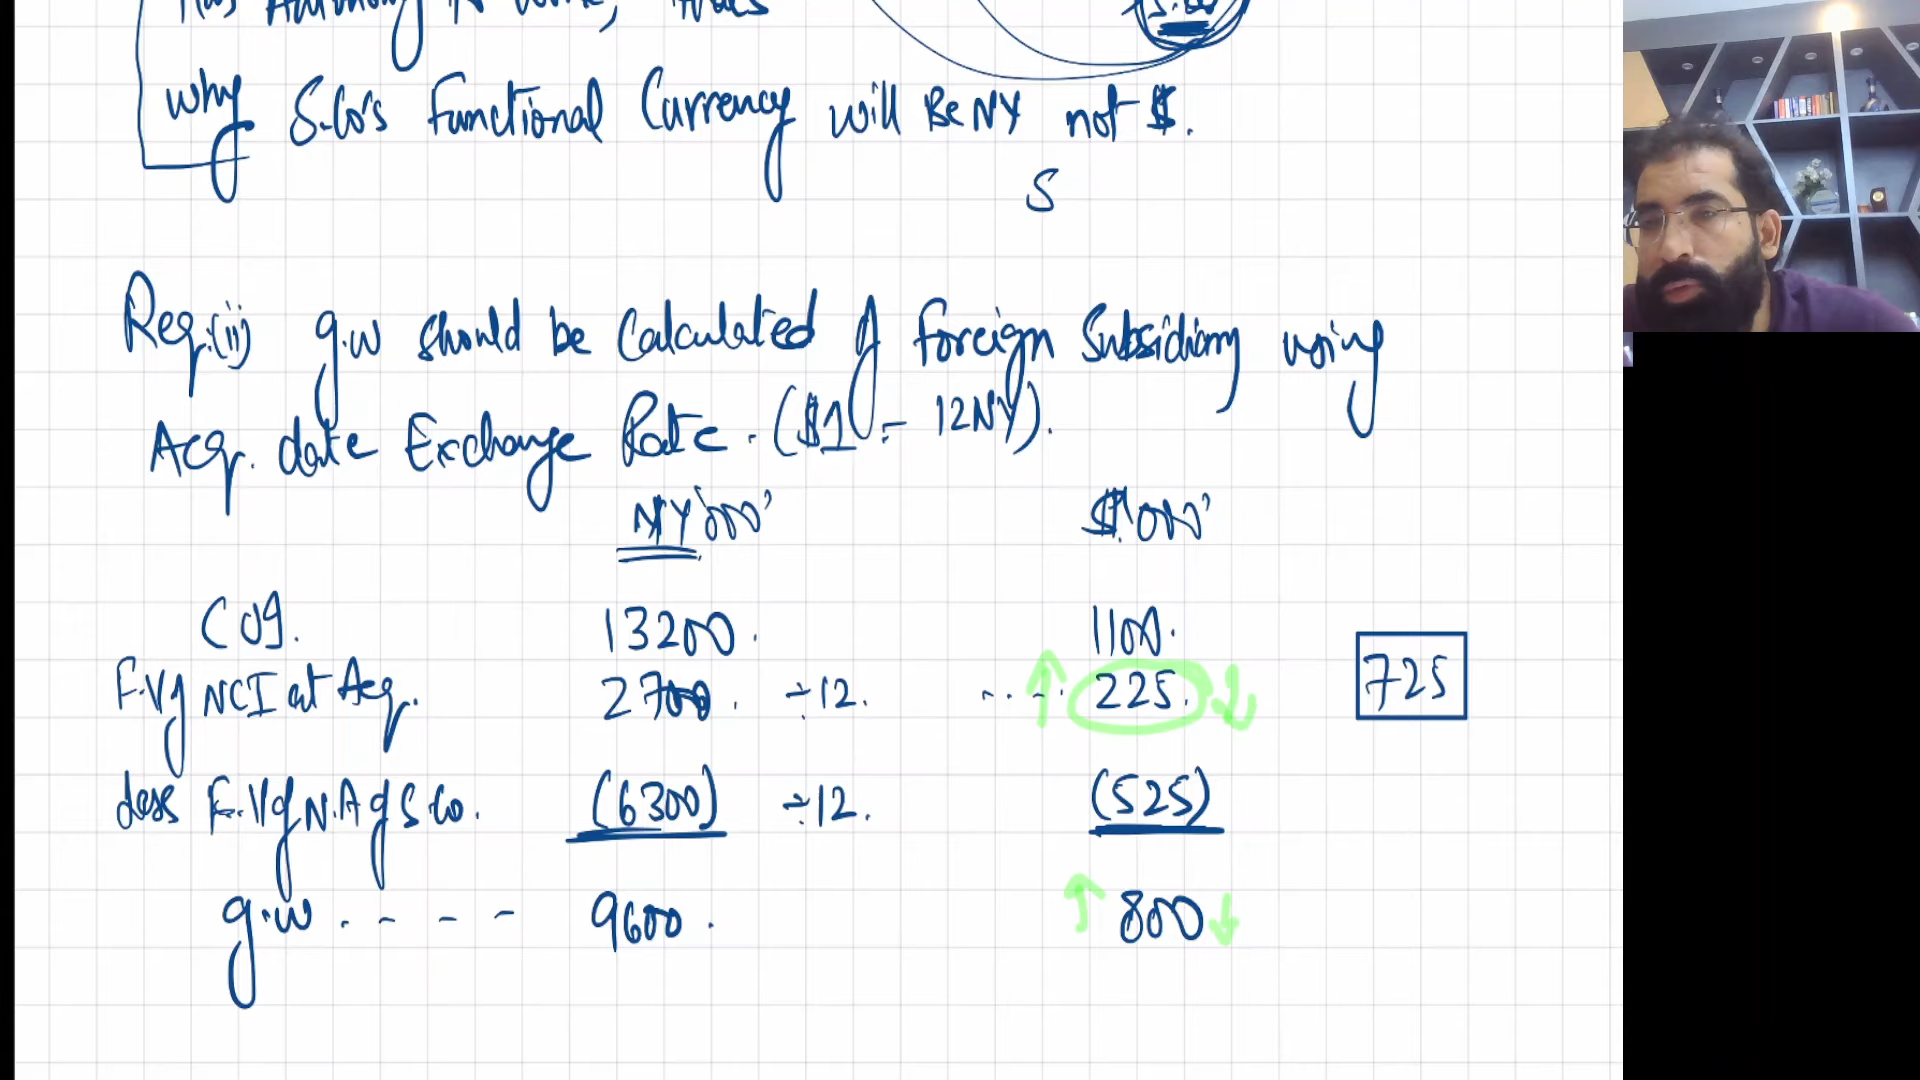 why S.Co's Functional Currency will Be NY not $.
S
Req:(ii) g.w should be Calculated of foreign Subsidiary using
Acq. date Exchange Rate. ($1 = 12NY).
NY'000' $'000'
COI. 13200. 1100.
F.V of NCI at Acq. 2700. ÷12. .... 225. 725
less F.V of N.A of S.Co. (6300) ÷12. (525)
g.w. - - - 9600. 800